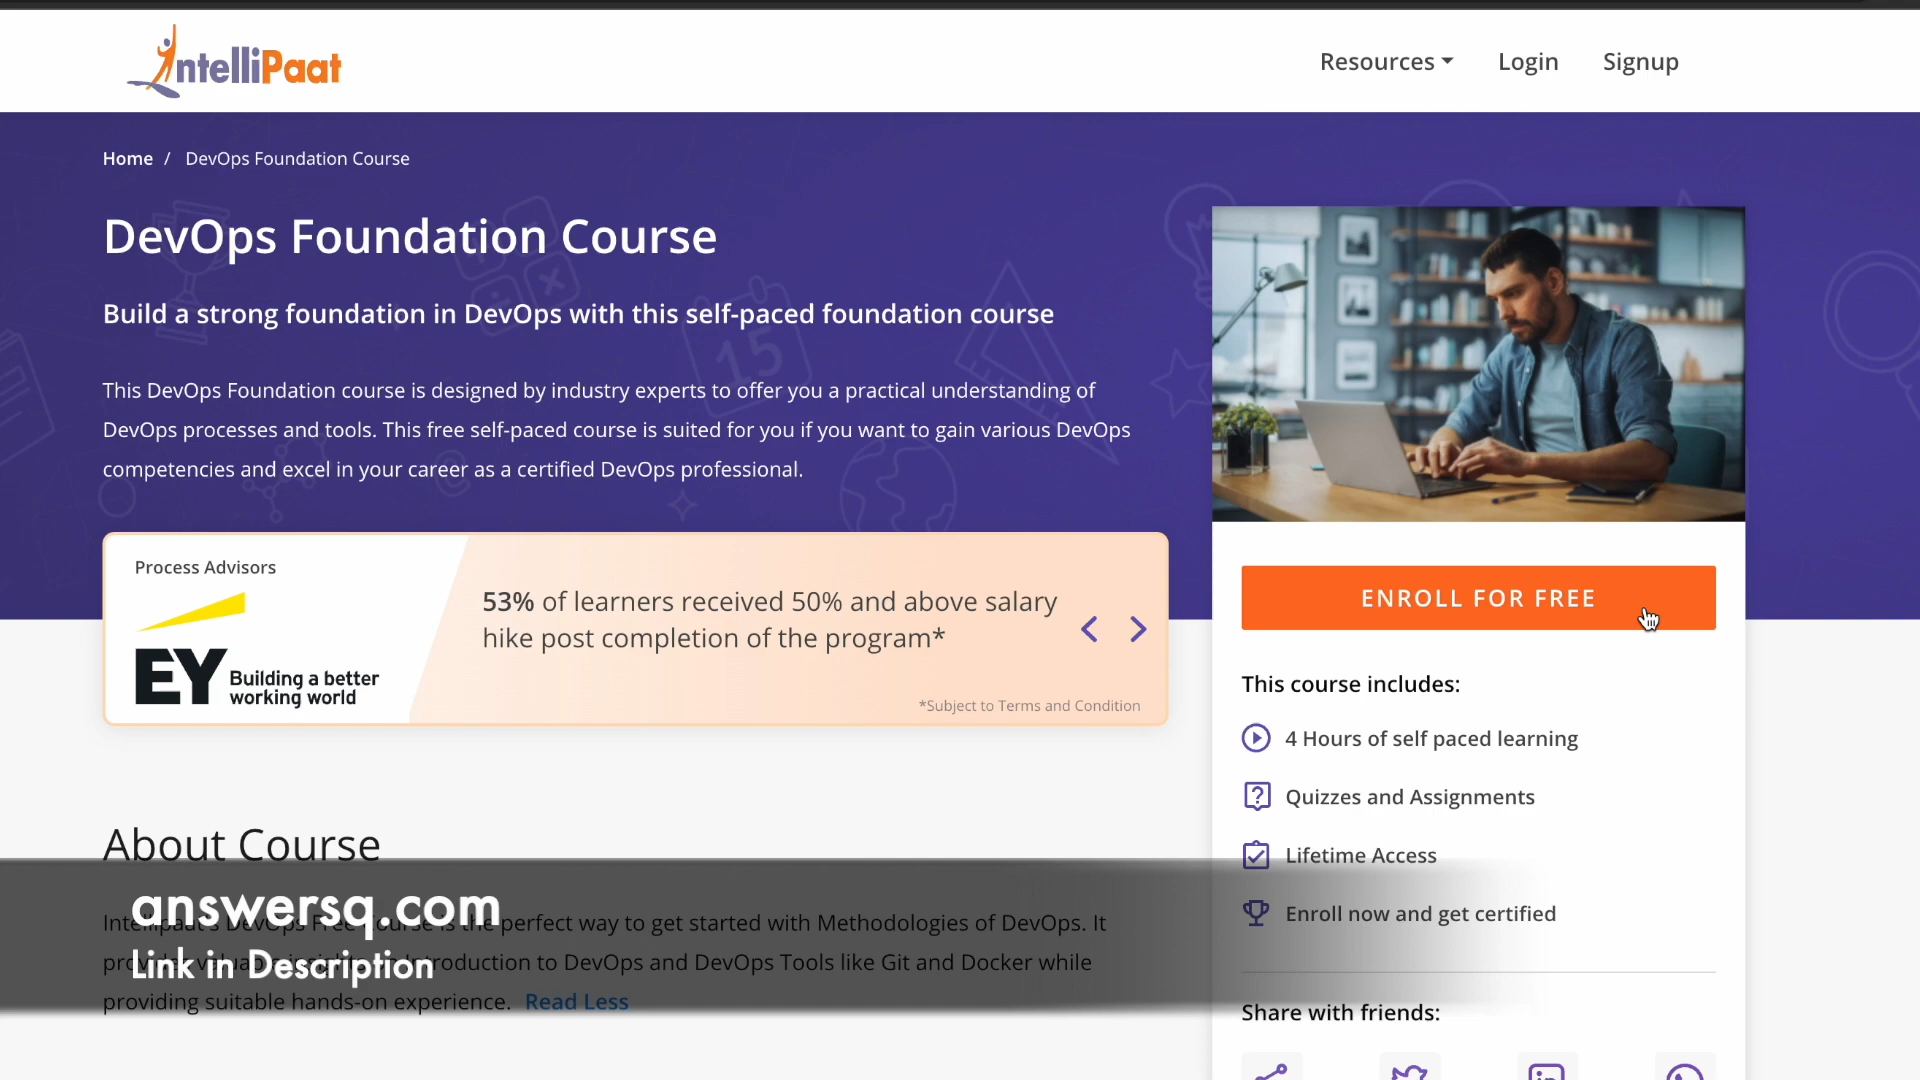 IntelliPaat
Resources
Login
Signup
Home / DevOps Foundation Course
DevOps Foundation Course
Build a strong foundation in DevOps with this self-paced foundation course
This DevOps Foundation course is designed by industry experts to offer you a practical understanding of
DevOps processes and tools. This free self-paced course is suited for you if you want to gain various DevOps
competencies and excel in your career as a certified DevOps professional.
Process Advisors
EY Building a better
working world
53% of learners received 50% and above salary
hike post completion of the program*
*Subject to Terms and Condition
ENROLL FOR FREE
This course includes:
4 Hours of self paced learning
Quizzes and Assignments
Lifetime Access
Enroll now and get certified
Share with friends:
About Course
Intellipaat's DevOps Free Course is the perfect way to get started with Methodologies of DevOps. It
Introduction to DevOps and DevOps Tools like Git and Docker while
providing suitable hands-on experience. Read Less
answersq.com
Link in Description